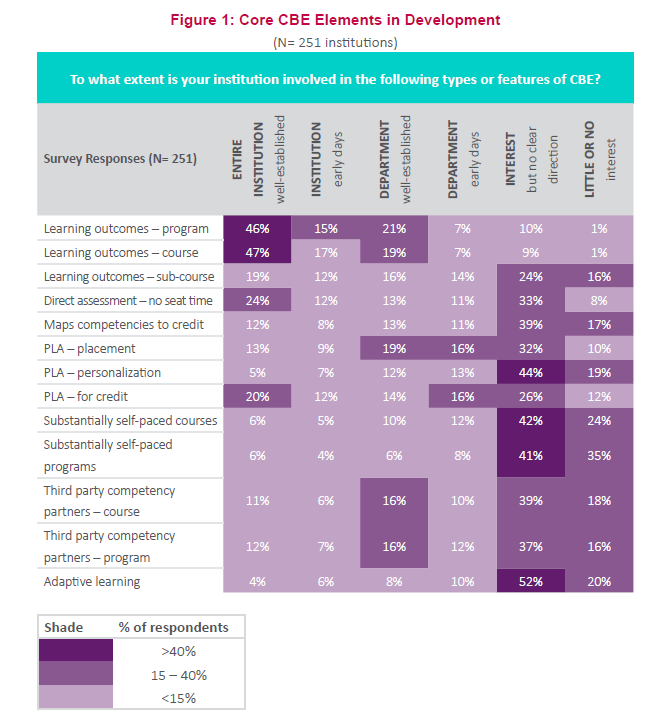 Figure 1: Core CBE Elements in Development
(N= 251 institutions)
To what extent is your institution involved in the following types or features of CBE?
Survey Responses (N= 251)
ENTIRE
INSTITUTION
well-established
INSTITUTION
early days
DEPARTMENT
well-established
DEPARTMENT
early days
INTEREST
but no clear
direction
LITTLE OR NO
interest
Learning outcomes – program 46% 15% 21% 7% 10% 1%
Learning outcomes – course 47% 17% 19% 7% 9% 1%
Learning outcomes – sub-course 19% 12% 16% 14% 24% 16%
Direct assessment – no seat time 24% 12% 13% 11% 33% 8%
Maps competencies to credit 12% 8% 13% 11% 39% 17%
PLA – placement 13% 9% 19% 16% 32% 10%
PLA – personalization 5% 7% 12% 13% 44% 19%
PLA – for credit 20% 12% 14% 16% 26% 12%
Substantially self-paced courses 6% 5% 10% 12% 42% 24%
Substantially self-paced
programs 6% 4% 6% 8% 41% 35%
Third party competency
partners – course 11% 6% 16% 10% 39% 18%
Third party competency
partners – program 12% 7% 16% 12% 37% 16%
Adaptive learning 4% 6% 8% 10% 52% 20%
Shade % of respondents
>40%
15 – 40%
<15%